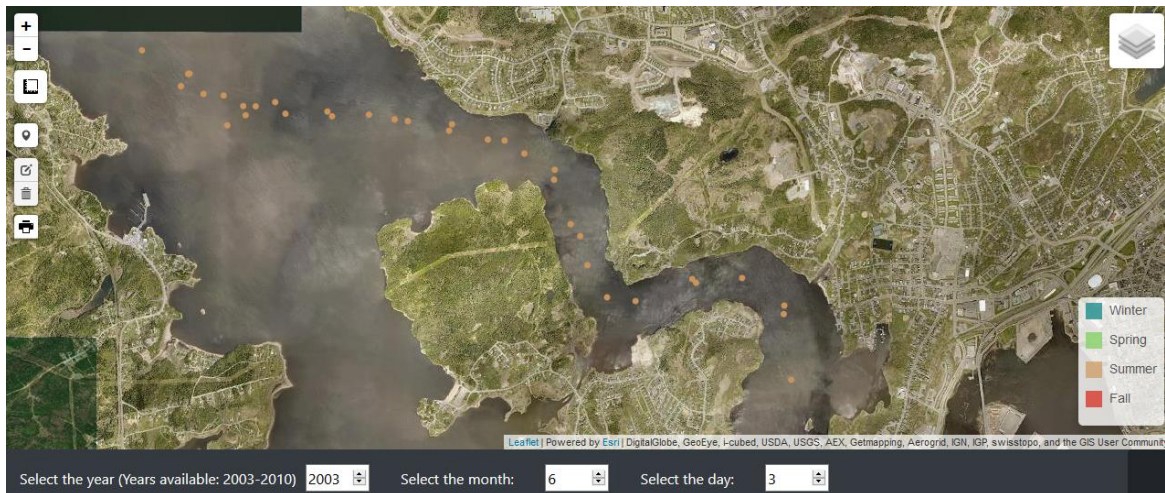 +
−
Winter
Spring
Summer
Fall
Leaflet | Powered by Esri | DigitalGlobe, GeoEye, i-cubed, USDA, USGS, AEX, Getmapping, Aerogrid, IGN, IGP, swisstopo, and the GIS User Community
Select the year (Years available: 2003-2010) 2003 Select the month: 6 Select the day: 3